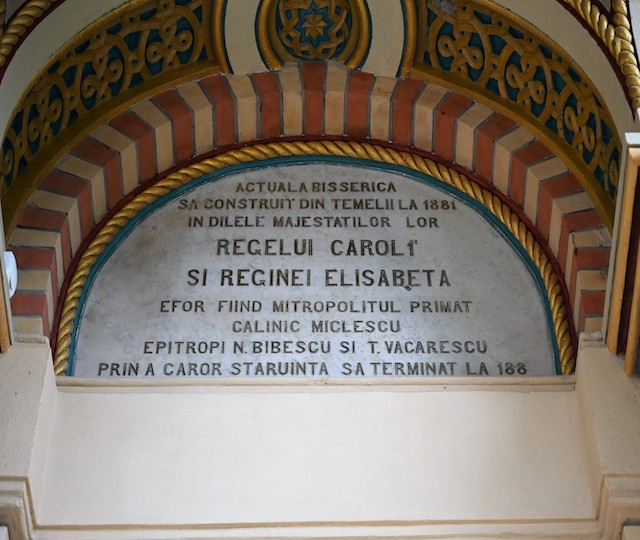 ACTUALA BISSERICA
SA CONSTRUIT DIN TEMELII LA 1881
IN DILELE MAJESTATILOR LOR
REGELUI CAROL I
SI REGINEI ELISABETA
EFOR FIIND MITROPOLITUL PRIMAT
CALINIC MICLESCU
EPITROPI N. BIBESCU SI T. VACARESCU
PRIN A CAROR STARUINTA SA TERMINAT LA 188